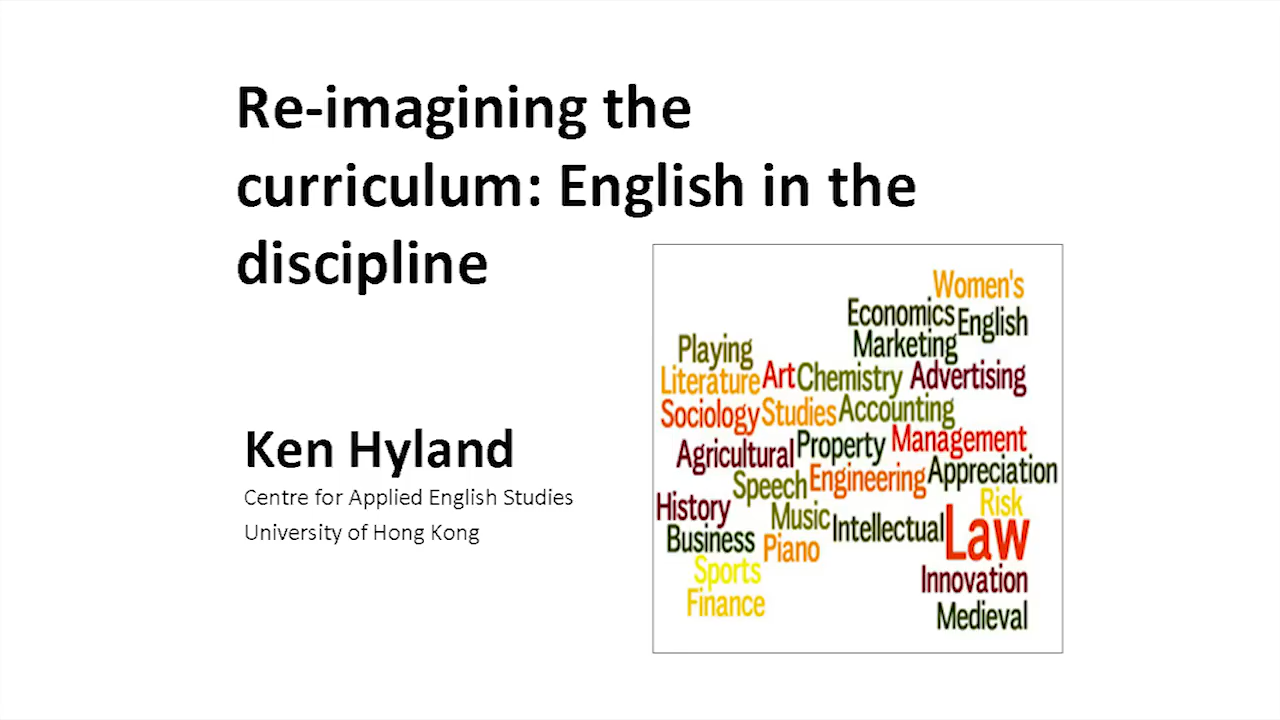 Re-imagining the
curriculum: English in the
discipline
Ken Hyland
Centre for Applied English Studies
University of Hong Kong
Women's
Economics English
Playing Marketing
Literature Art Chemistry Advertising
Sociology Studies Accounting
Agricultural Property Management
Speech Engineering Appreciation
History Music Intellectual Risk
Business Piano Law
Sports Innovation
Finance Medieval